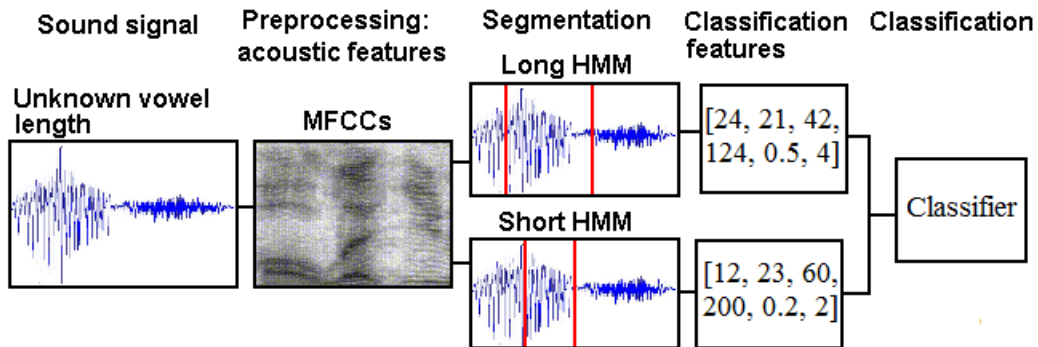 Sound signal
Preprocessing:
acoustic features
Segmentation
Classification
features
Classification
Unknown vowel
length
MFCCs
Long HMM
[24, 21, 42,
124, 0.5, 4]
Short HMM
[12, 23, 60,
200, 0.2, 2]
Classifier